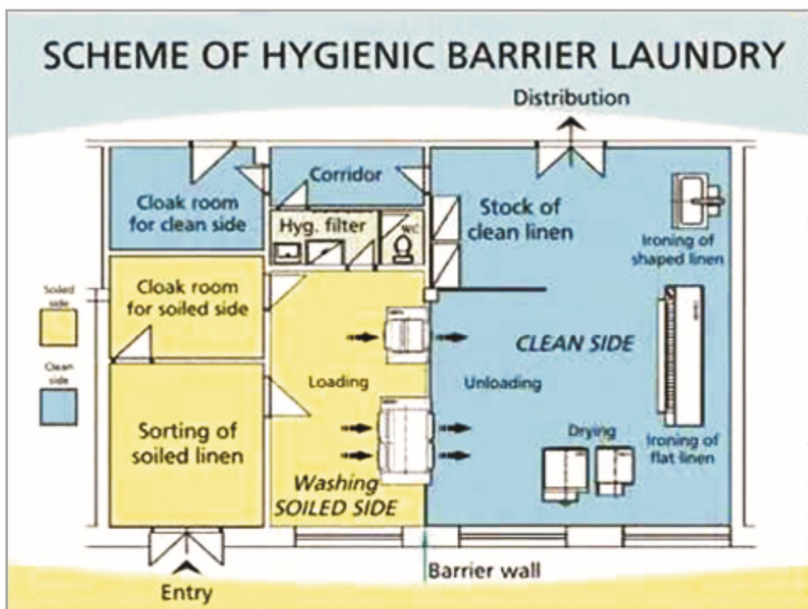 SCHEME OF HYGIENIC BARRIER LAUNDRY
Distribution
Cloak room
for clean side
Corridor
Hyg. filter
WC
Stock of
clean linen
Ironing of
shaped linen
Soiled
side
Cloak room
for soiled side
CLEAN SIDE
Clean
side
Loading
Unloading
Sorting of
soiled linen
Drying
Ironing of
flat linen
Washing
SOILED SIDE
Barrier wall
Entry